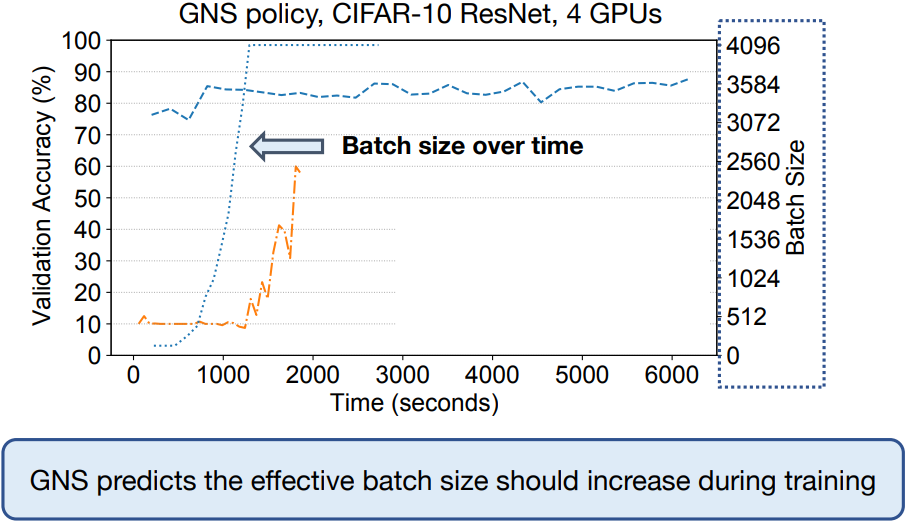 GNS policy, CIFAR-10 ResNet, 4 GPUs
Validation Accuracy (%)
100
90
80
70
60
50
40
30
20
10
0
Batch size over time
4096
3584
3072
2560
2048
1536
1024
512
0
Batch Size
0 1000 2000 3000 4000 5000 6000
Time (seconds)
GNS predicts the effective batch size should increase during training